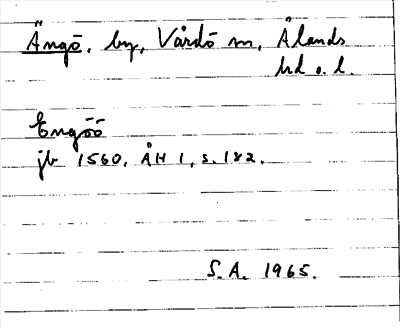 Ängö, by, Vårdö sn, Ålands
hd o. l.
Engöö
jb 1560, ÅH 1, s. 182.
S.A. 1965.